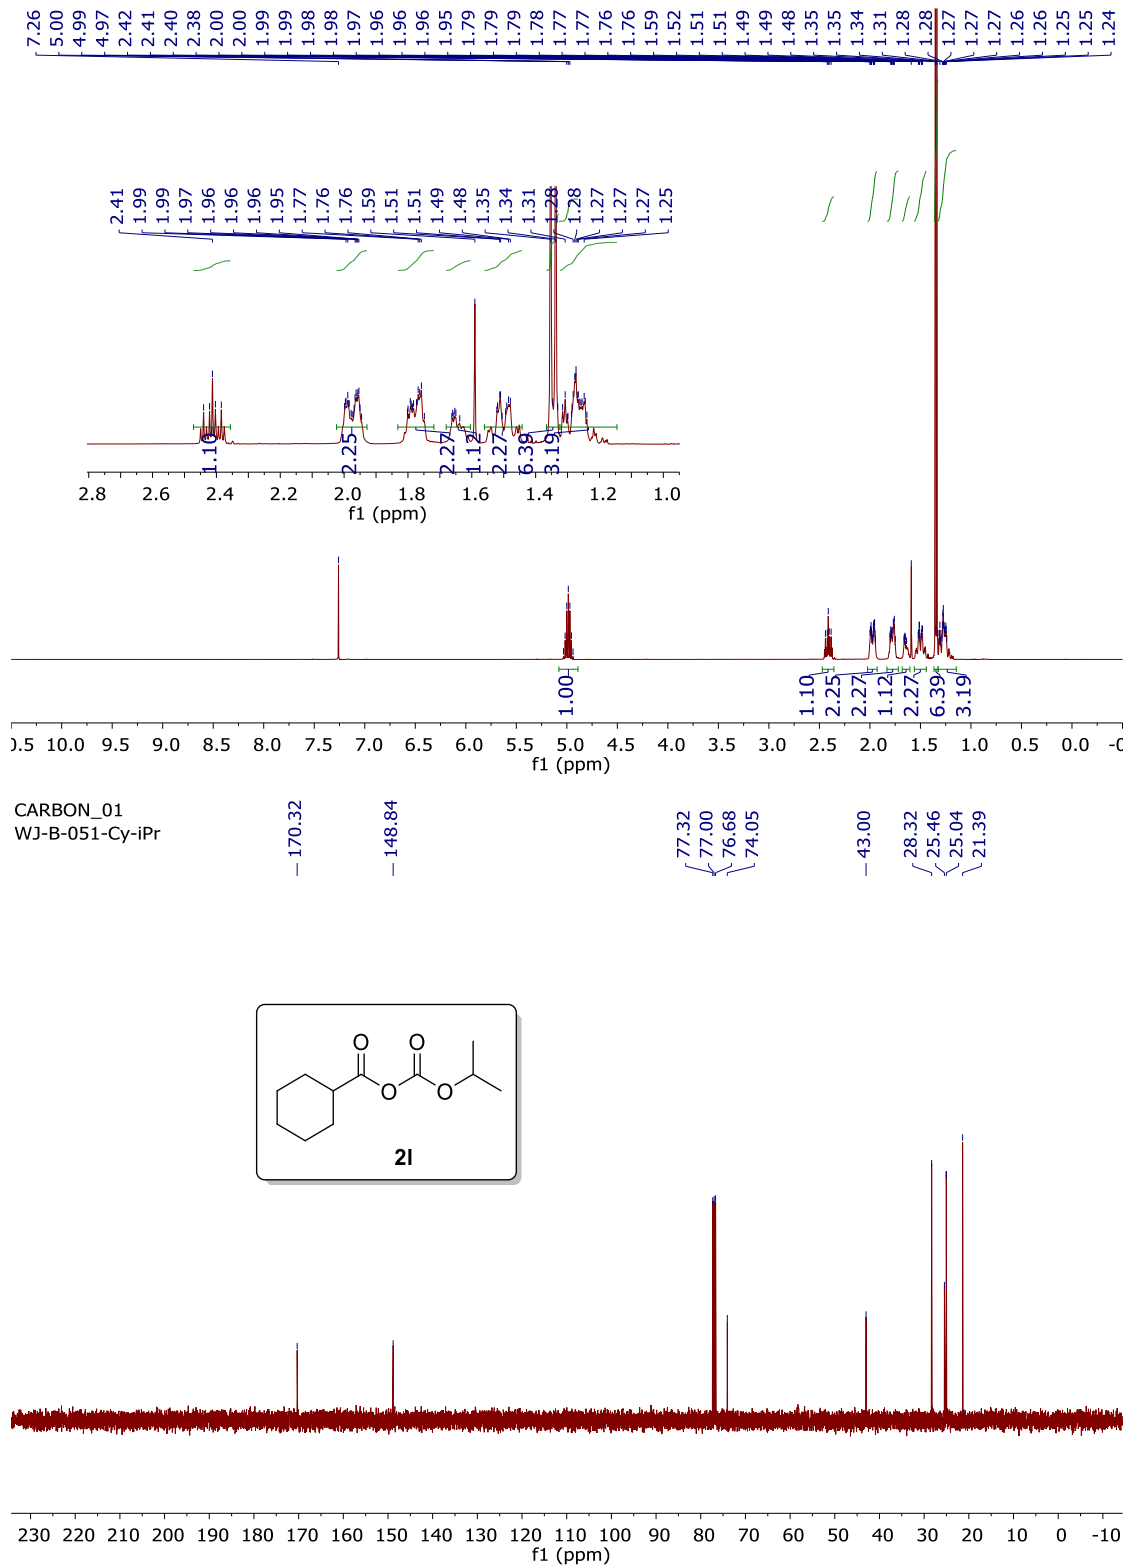 7.26 5.00 4.99 4.97 2.42 2.41 2.40 2.38 2.00 2.00 1.99 1.99 1.98 1.98 1.97 1.96 1.96 1.96 1.95 1.79 1.79 1.79 1.78 1.77 1.77 1.76 1.76 1.59 1.52 1.51 1.51 1.49 1.49 1.48 1.35 1.35 1.34 1.31 1.28 1.28 1.27 1.27 1.27 1.26 1.26 1.25 1.25 1.24
2.41 1.99 1.99 1.97 1.96 1.96 1.96 1.95 1.77 1.76 1.76 1.59 1.51 1.51 1.49 1.48 1.35 1.34 1.31 1.28 1.28 1.27 1.27 1.27 1.25
1.10 2.25 2.27 1.12 2.27 6.39 3.19
2.8 2.6 2.4 2.2 2.0 1.8 1.6 1.4 1.2 1.0
f1 (ppm)
1.00 1.10 2.25 2.27 1.12 2.27 6.39 3.19
0.5 10.0 9.5 9.0 8.5 8.0 7.5 7.0 6.5 6.0 5.5 5.0 4.5 4.0 3.5 3.0 2.5 2.0 1.5 1.0 0.5 0.0 -0
f1 (ppm)
CARBON_01
WJ-B-051-Cy-iPr
170.32 148.84 77.32 77.00 76.68 74.05 43.00 28.32 25.46 25.04 21.39
O O
O O
2l
230 220 210 200 190 180 170 160 150 140 130 120 110 100 90 80 70 60 50 40 30 20 10 0 -10
f1 (ppm)